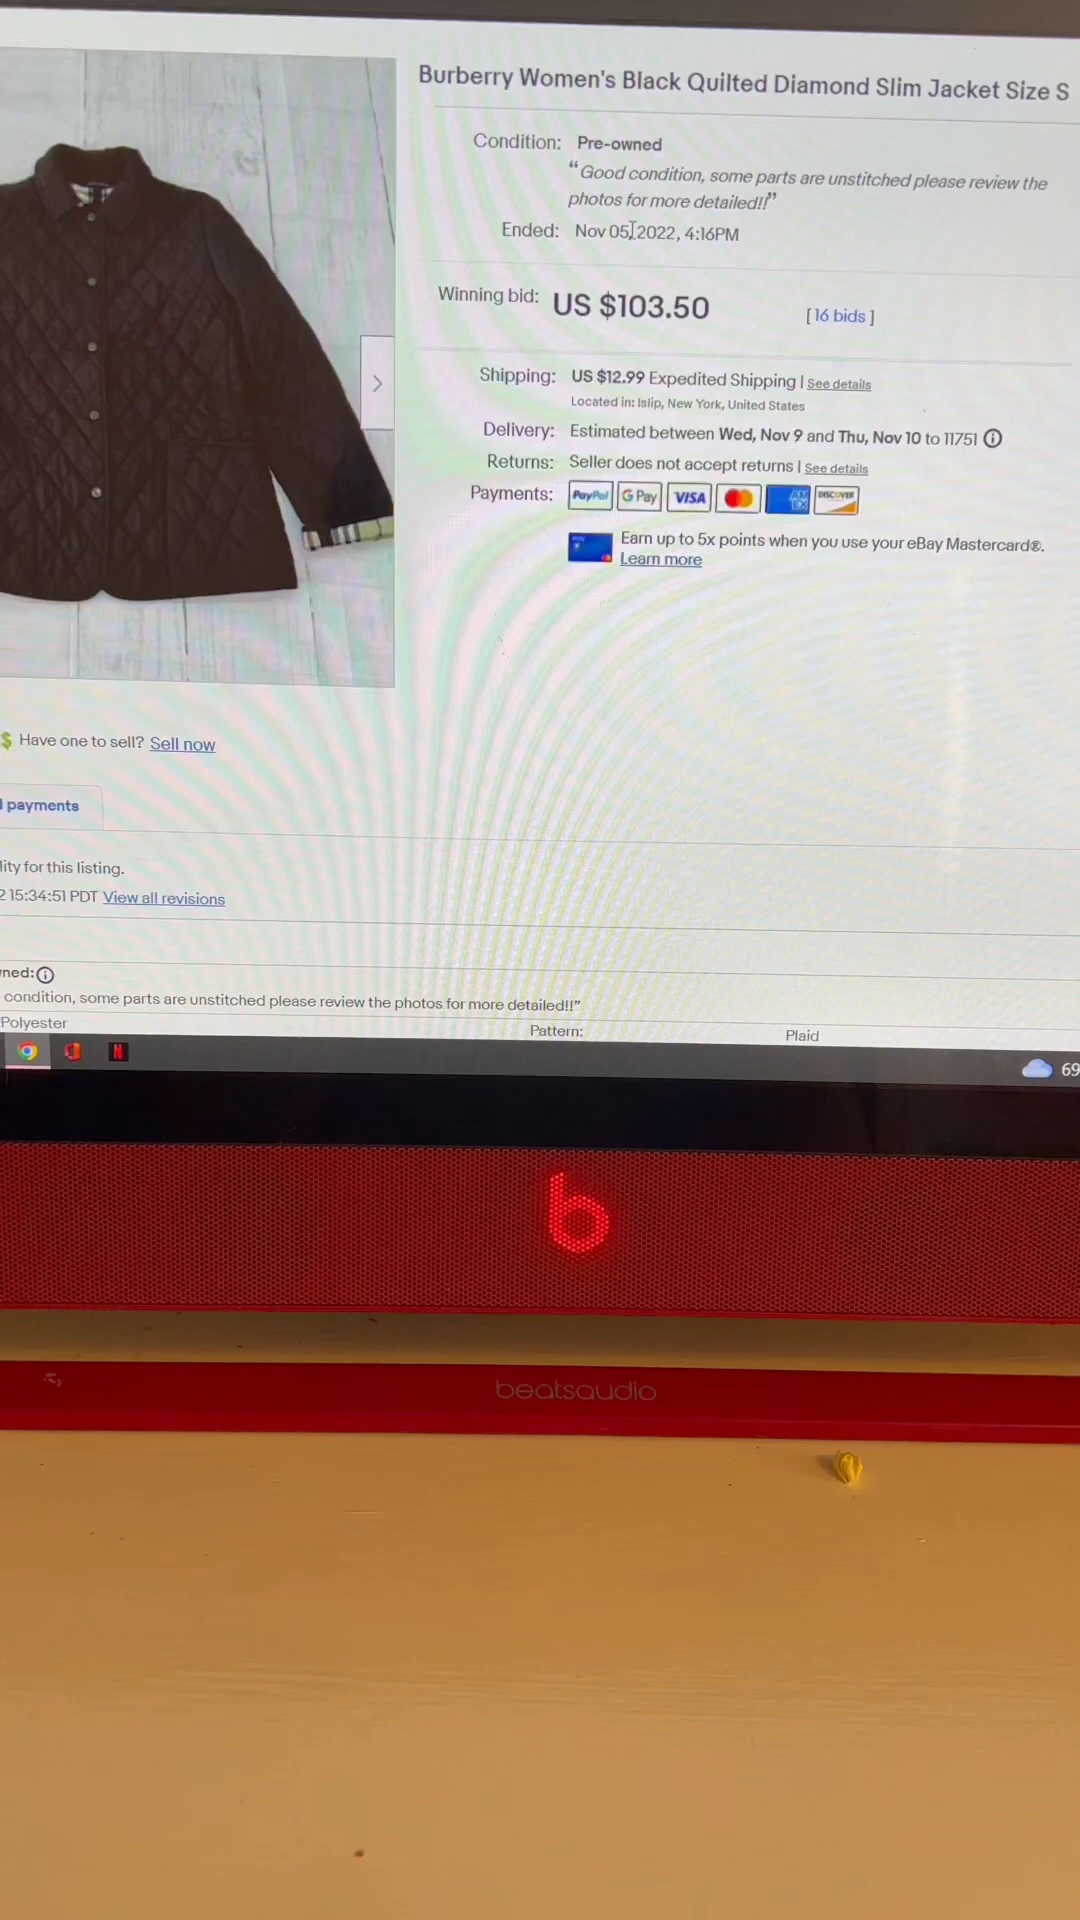 Burberry Women's Black Quilted Diamond Slim Jacket Size S
Condition: Pre-owned
“Good condition, some parts are unstitched please review the
photos for more detailed!!”
Ended: Nov 05, 2022, 4:16PM
Winning bid: US $103.50 [ 16 bids ]
Shipping: US $12.99 Expedited Shipping | See details
Located in: Islip, New York, United States
Delivery: Estimated between Wed, Nov 9 and Thu, Nov 10 to 11751
Returns: Seller does not accept returns | See details
Payments: PayPal G Pay VISA AM EX DISCOVER
Earn up to 5x points when you use your eBay Mastercard®.
Learn more
$ Have one to sell? Sell now
payments
lity for this listing.
2 15:34:51 PDT View all revisions
ned:
condition, some parts are unstitched please review the photos for more detailed!!”
Polyester Pattern: Plaid
N 69
b
beatsaudio